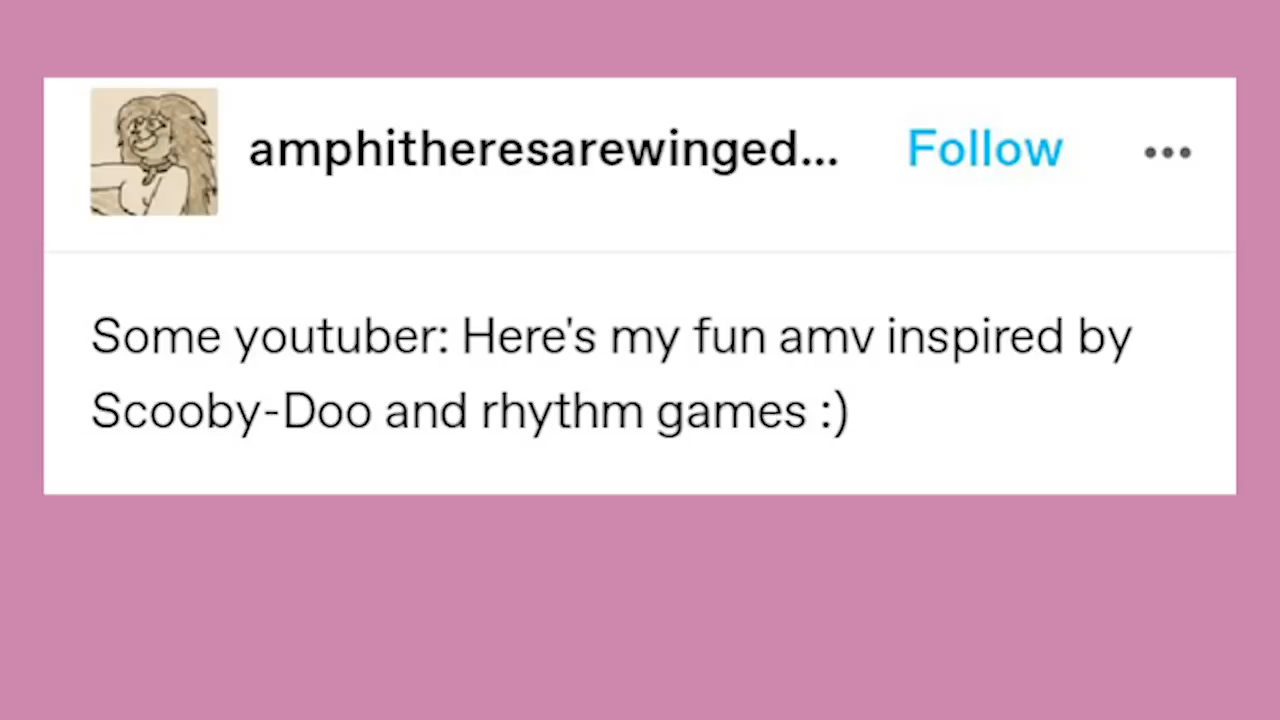 amphitheresarewinged...
Follow
Some youtuber: Here's my fun amv inspired by
Scooby-Doo and rhythm games :)